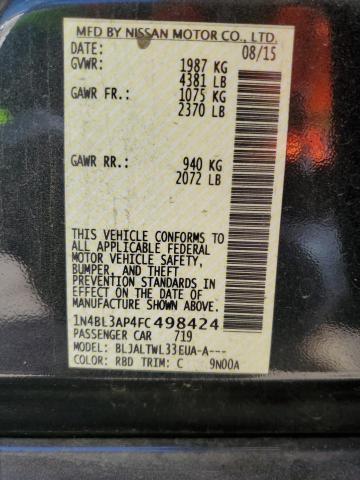 MFD BY NISSAN MOTOR CO., LTD.
DATE: 08/15
GVWR: 1987 KG
4381 LB
GAWR FR.: 1075 KG
2370 LB
GAWR RR.: 940 KG
2072 LB
THIS VEHICLE CONFORMS TO
ALL APPLICABLE FEDERAL
MOTOR VEHICLE SAFETY,
BUMPER, AND THEFT
PREVENTION STANDARDS IN
EFFECT ON THE DATE OF
MANUFACTURE SHOWN ABOVE.
1N4BL3AP4FC498424
PASSENGER CAR 719
MODEL: BLJALTWL33EUA-A---
COLOR: RBD TRIM: C 9N00A